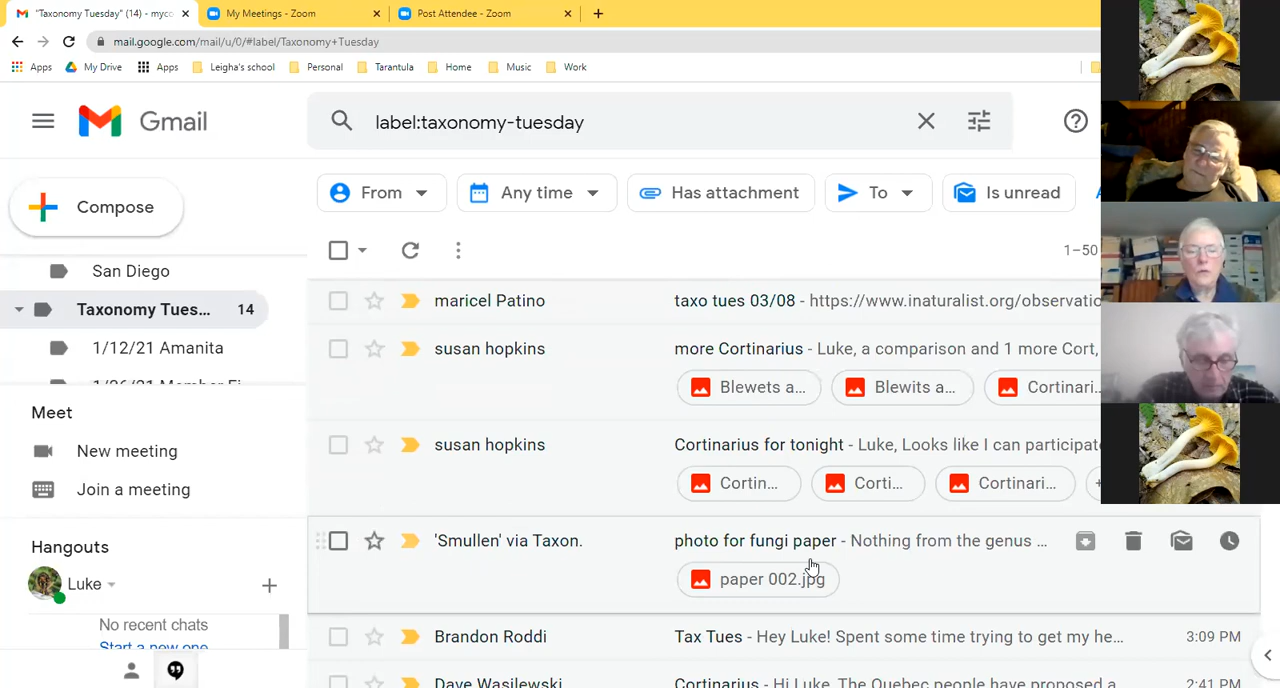 "Taxonomy Tuesday" (14) - myco
My Meetings - Zoom
Post Attendee - Zoom
mail.google.com/mail/u/0/#label/Taxonomy+Tuesday
Apps My Drive Apps Leigha's school Personal Tarantula Home Music Work
Gmail
label:taxonomy-tuesday
Compose
From Any time Has attachment To Is unread
1–50
San Diego
Taxonomy Tues... 14
1/12/21 Amanita
Meet
New meeting
Join a meeting
Hangouts
Luke
No recent chats
Start a new one
maricel Patino taxo tues 03/08 - https://www.inaturalist.org/observatio
susan hopkins more Cortinarius - Luke, a comparison and 1 more Cort,
Blewets a... Blewits a... Cortinari...
susan hopkins Cortinarius for tonight - Luke, Looks like I can participate
Cortin... Corti... Cortinari...
'Smullen' via Taxon. photo for fungi paper - Nothing from the genus ...
paper 002.jpg
Brandon Roddi Tax Tues - Hey Luke! Spent some time trying to get my he... 3:09 PM
Dave Wasilewski Cortinarius - Hi Luke, The Quebec people have proposed a 2:41 PM